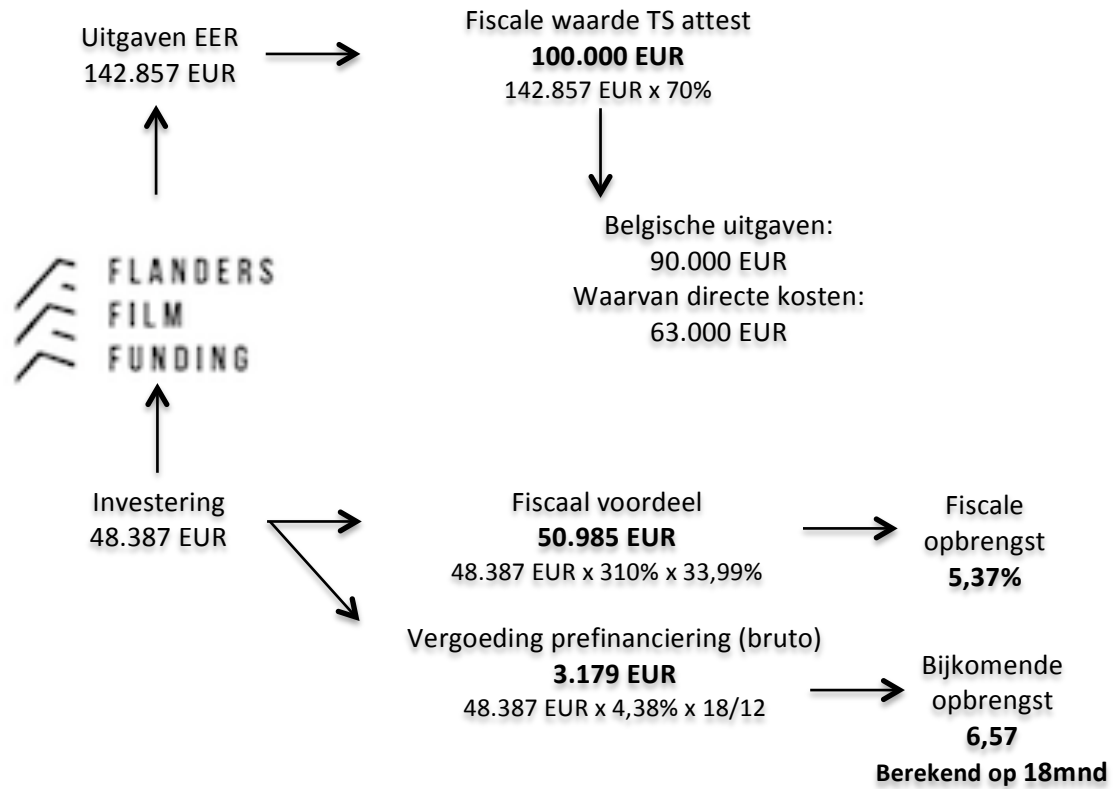 Uitgaven EER
142.857 EUR
Fiscale waarde TS attest
100.000 EUR
142.857 EUR x 70%
Belgische uitgaven:
90.000 EUR
Waarvan directe kosten:
63.000 EUR
FLANDERS
FILM
FUNDING
Investering
48.387 EUR
Fiscaal voordeel
50.985 EUR
48.387 EUR x 310% x 33,99%
Fiscale
opbrengst
5,37%
Vergoeding prefinanciering (bruto)
3.179 EUR
48.387 EUR x 4,38% x 18/12
Bijkomende
opbrengst
6,57
Berekend op 18mnd